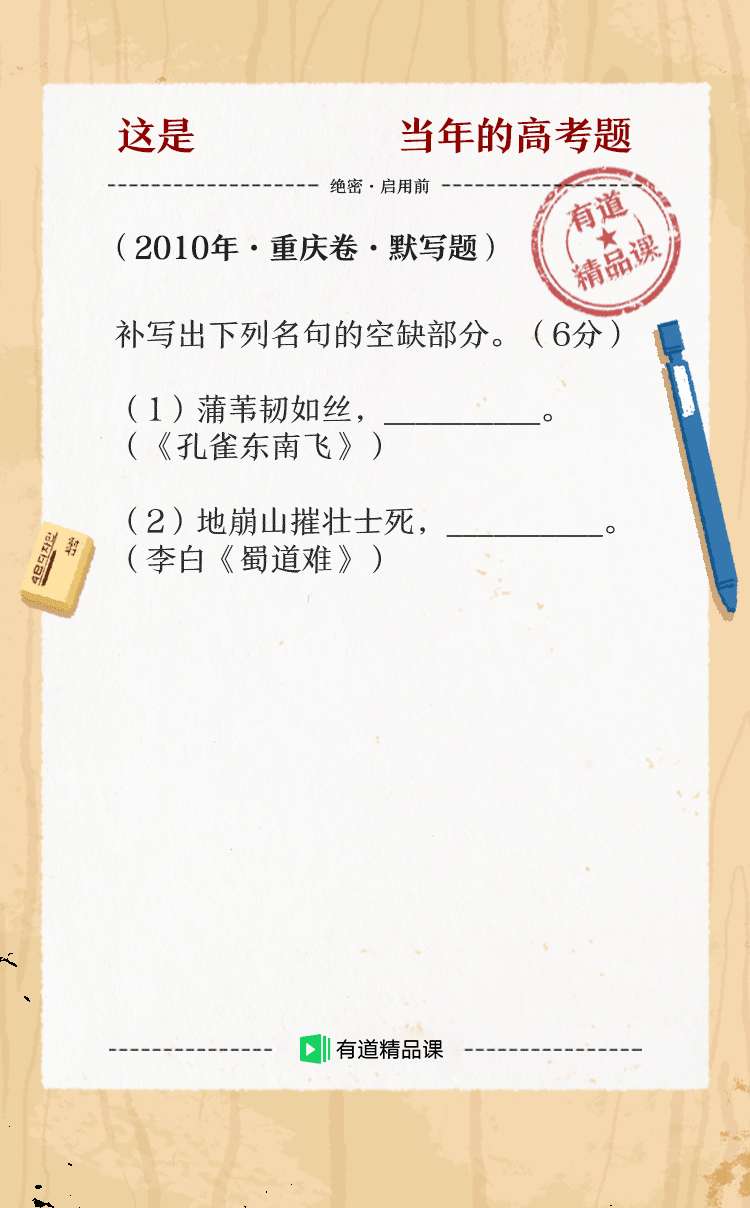 这是 当年的高考题
绝密·启用前
有道
精品课
（2010年·重庆卷·默写题）
补写出下列名句的空缺部分。（6分）
（1）蒲苇韧如丝，__________。
（《孔雀东南飞》）
（2）地崩山摧壮士死，__________。
（李白《蜀道难》）
有道精品课